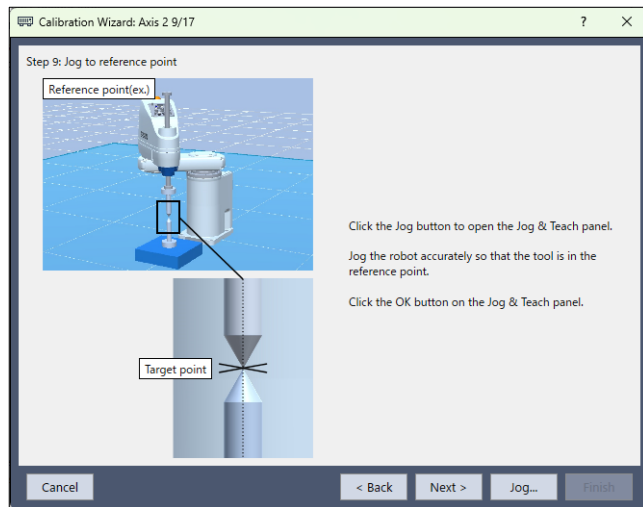 Calibration Wizard: Axis 2 9/17
Step 9: Jog to reference point
Reference point(ex.)
Click the Jog button to open the Jog & Teach panel.
Jog the robot accurately so that the tool is in the
reference point.
Click the OK button on the Jog & Teach panel.
Target point
Cancel
< Back
Next >
Jog...
Finish